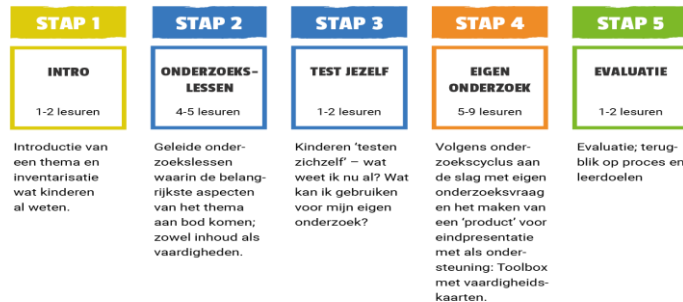 STAP 1
INTRO
1-2 lesuren
Introductie van
een thema en
inventarisatie
wat kinderen
al weten.
STAP 2
ONDERZOEKS-
LESSEN
4-5 lesuren
Geleide onder-
zoekslessen
waarin de belang-
rijkste aspecten
van het thema
aan bod komen;
zowel inhoud als
vaardigheden.
STAP 3
TEST JEZELF
1-2 lesuren
Kinderen ‘testen
zichzelf’ – wat
weet ik nu al? Wat
kan ik gebruiken
voor mijn eigen
onderzoek?
STAP 4
EIGEN
ONDERZOEK
5-9 lesuren
Volgens onder-
zoekscyclus aan
de slag met eigen
onderzoeksvraag
en het maken van
een ‘product’ voor
eindpresentatie
met als onder-
steuning: Toolbox
met vaardigheids-
kaarten.
STAP 5
EVALUATIE
1-2 lesuren
Evaluatie; terug-
blik op proces en
leerdoelen